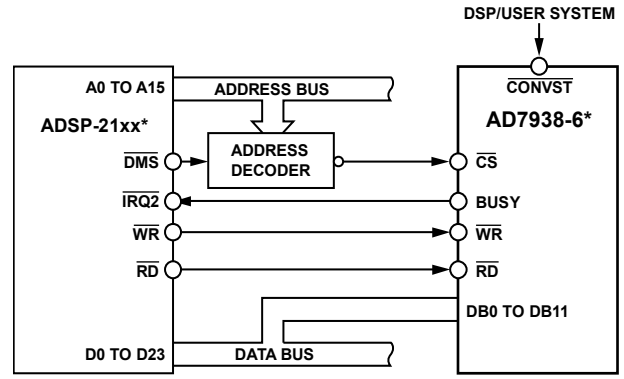 DSP/USER SYSTEM
A0 TO A15
ADDRESS BUS
CONVST
ADSP-21xx*
AD7938-6*
DMS
ADDRESS
DECODER
CS
IRQ2
BUSY
WR
WR
RD
RD
DB0 TO DB11
D0 TO D23
DATA BUS